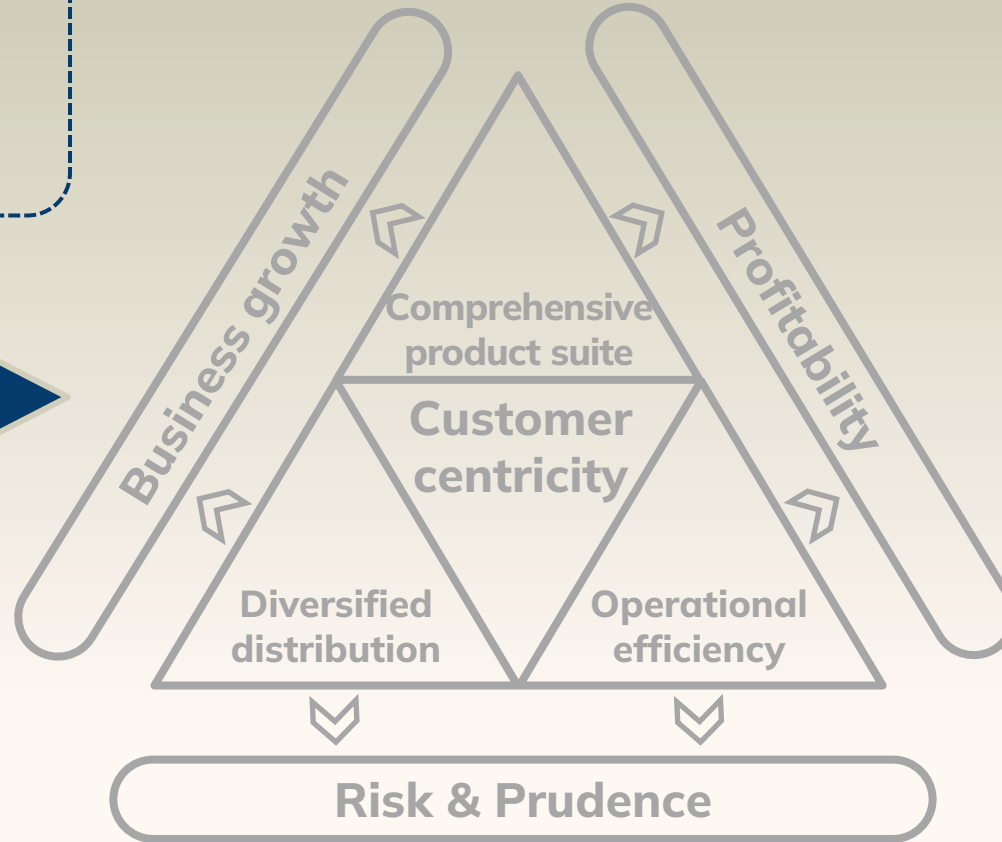 Business growth
Profitability
Comprehensive
product suite
Customer
centricity
Diversified
distribution
Operational
efficiency
Risk & Prudence